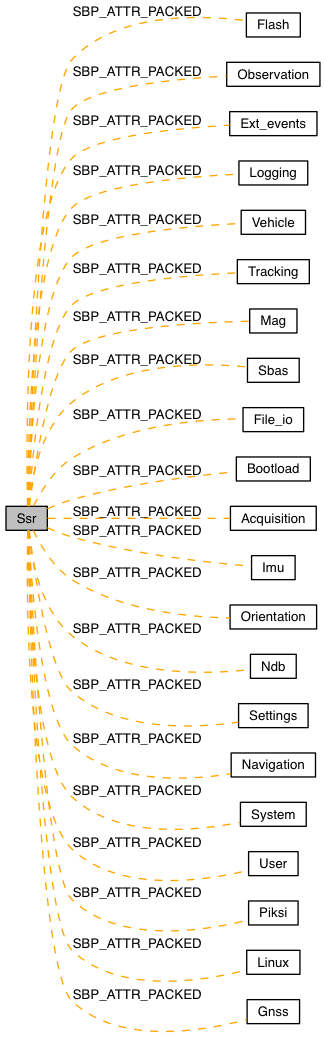 SBP_ATTR_PACKED
Flash
SBP_ATTR_PACKED
Observation
SBP_ATTR_PACKED
Ext_events
SBP_ATTR_PACKED
Logging
SBP_ATTR_PACKED
Vehicle
SBP_ATTR_PACKED
Tracking
SBP_ATTR_PACKED
Mag
SBP_ATTR_PACKED
Sbas
SBP_ATTR_PACKED
File_io
SBP_ATTR_PACKED
Bootload
Ssr
SBP_ATTR_PACKED
Acquisition
SBP_ATTR_PACKED
Imu
SBP_ATTR_PACKED
Orientation
SBP_ATTR_PACKED
Ndb
SBP_ATTR_PACKED
Settings
SBP_ATTR_PACKED
Navigation
SBP_ATTR_PACKED
System
SBP_ATTR_PACKED
User
SBP_ATTR_PACKED
Piksi
SBP_ATTR_PACKED
Linux
SBP_ATTR_PACKED
Gnss